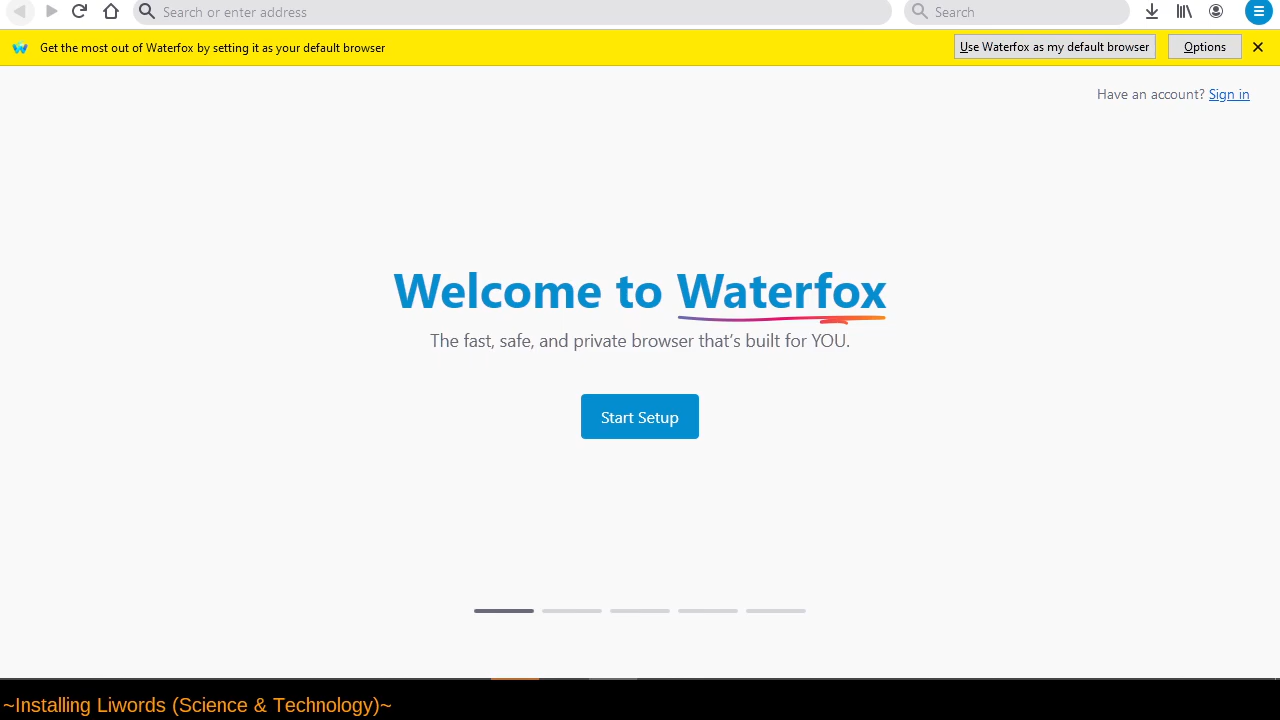 Search or enter address
Search
Get the most out of Waterfox by setting it as your default browser
Use Waterfox as my default browser
Options
Have an account? Sign in
Welcome to Waterfox
The fast, safe, and private browser that's built for YOU.
Start Setup
~Installing Liwords (Science & Technology)~